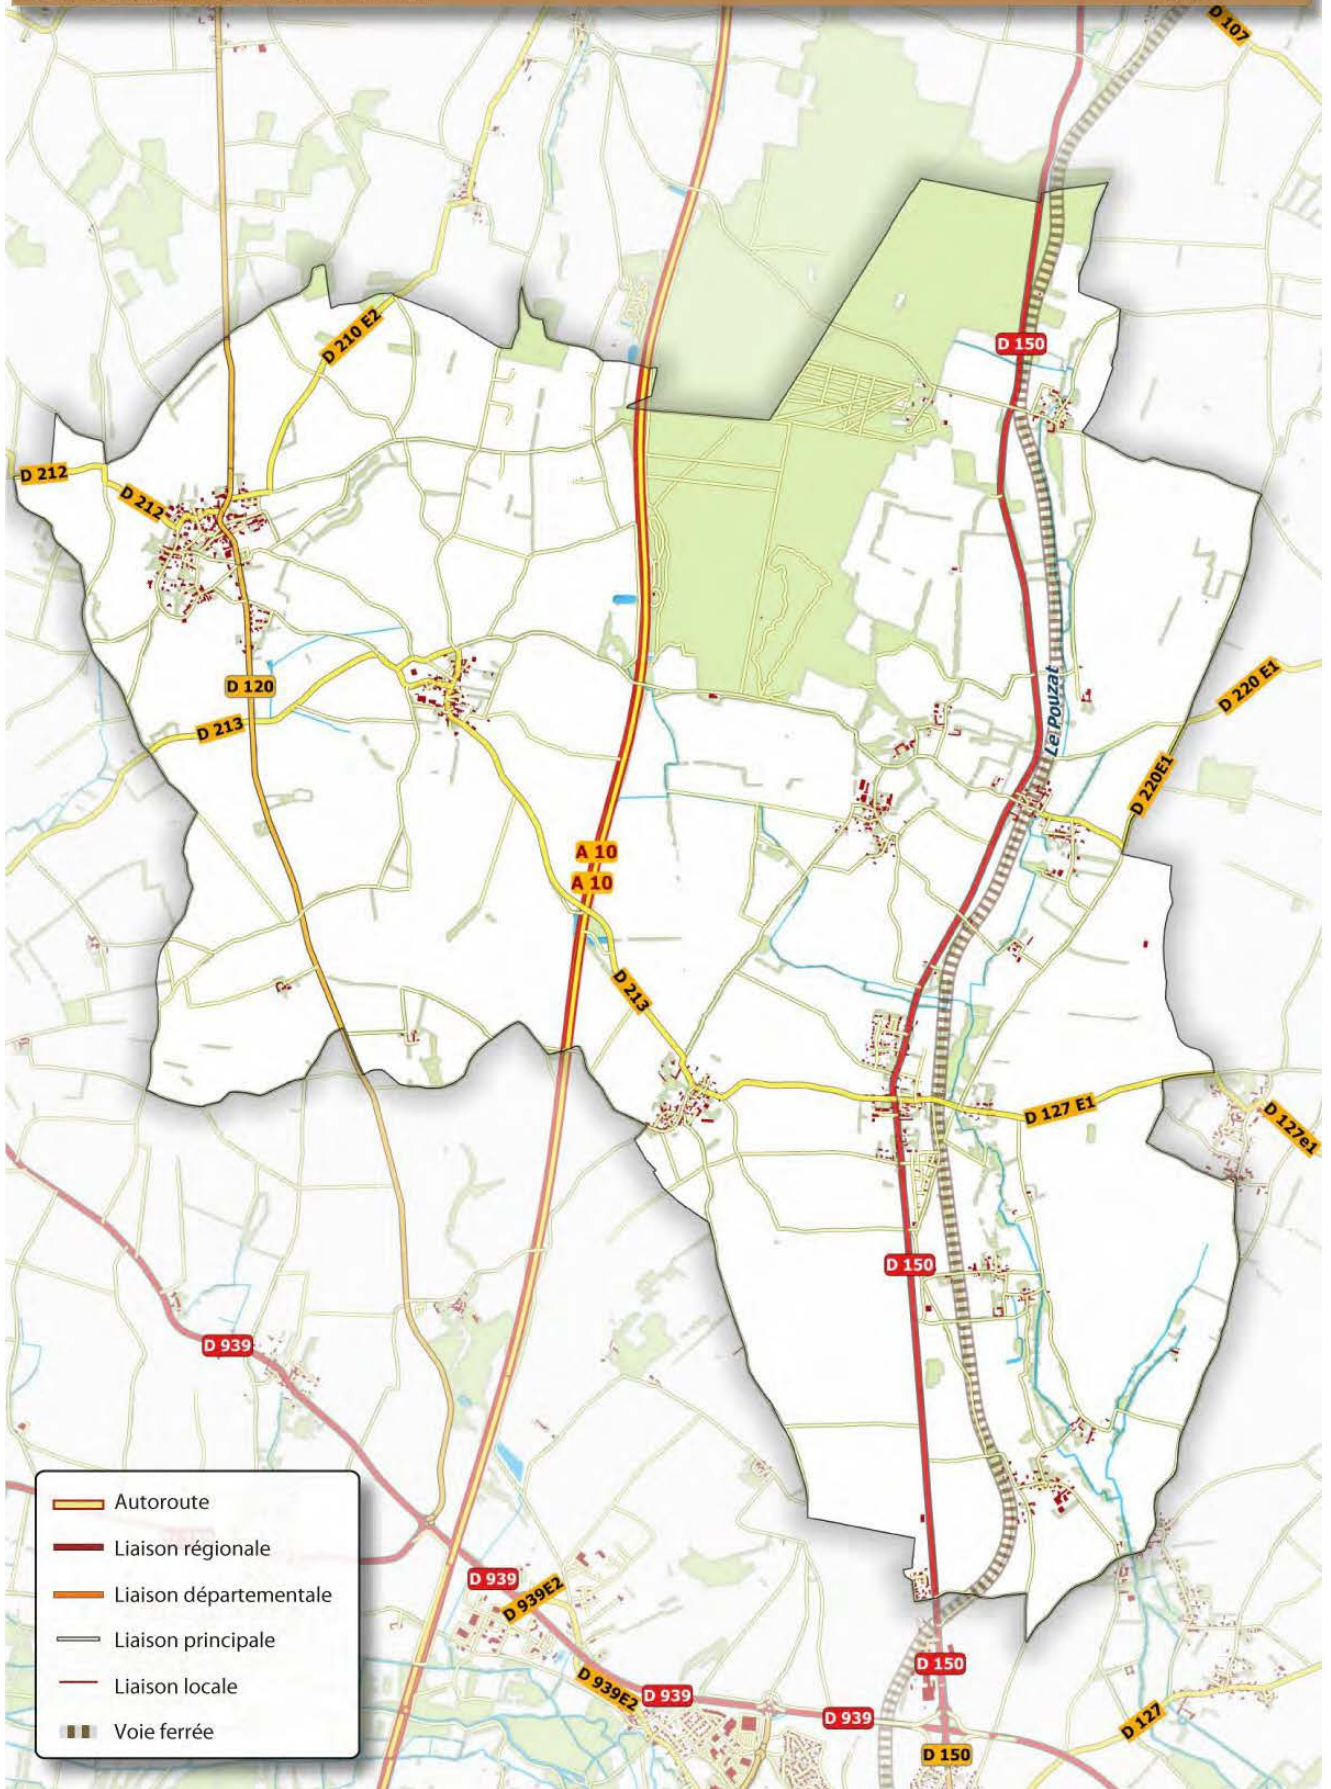 D 107
D 210 E2
D 150
D 212
D 212
Le Pouzat
D 120
D 220 E1
D 213
D 220E1
A 10
A 10
D 213
D 127 E1
D 127e1
D 150
D 939
Autoroute
Liaison régionale
Liaison départementale
Liaison principale
Liaison locale
Voie ferrée
D 939
D 939E2
D 150
D 939E2
D 939
D 939
D 127
D 150